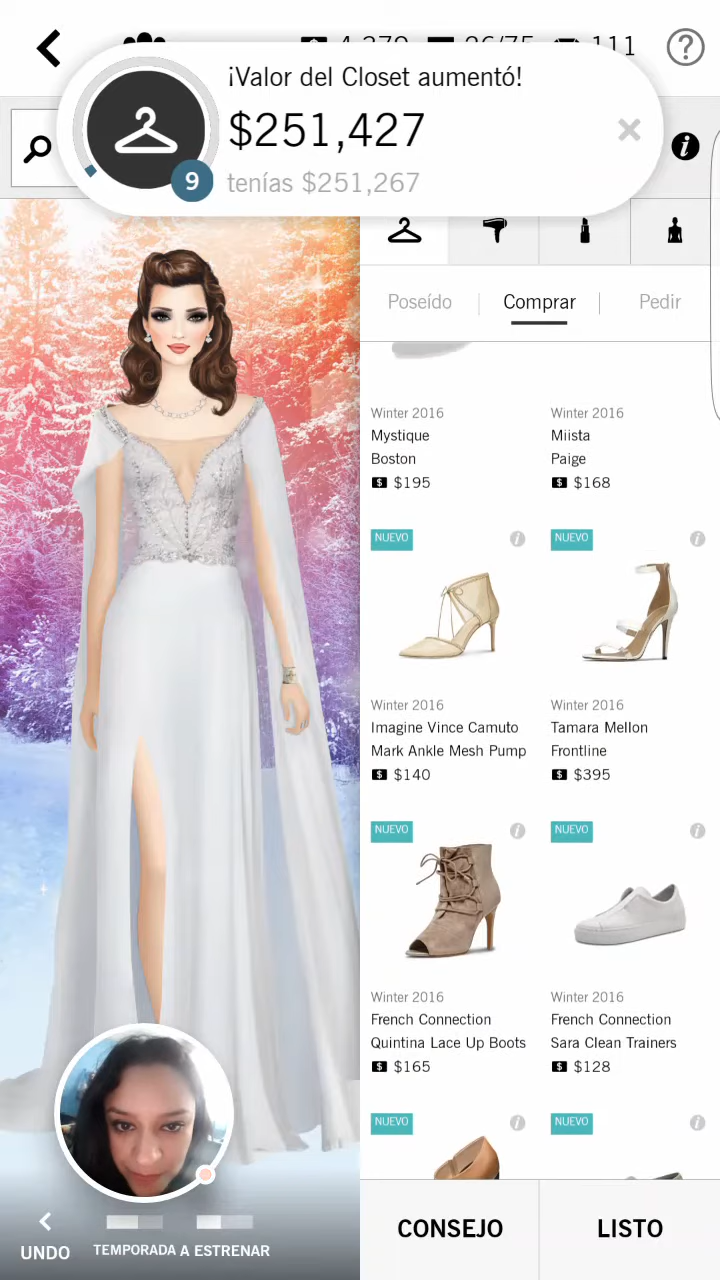 ¡Valor del Closet aumentó!
$251,427
9
tenías $251,267
111
Poseído
Comprar
Pedir
Winter 2016
Mystique
Boston
$195
Winter 2016
Miista
Paige
$168
NUEVO
NUEVO
Winter 2016
Imagine Vince Camuto
Mark Ankle Mesh Pump
$140
Winter 2016
Tamara Mellon
Frontline
$395
NUEVO
NUEVO
Winter 2016
French Connection
Quintina Lace Up Boots
$165
Winter 2016
French Connection
Sara Clean Trainers
$128
NUEVO
NUEVO
UNDO
TEMPORADA A ESTRENAR
CONSEJO
LISTO